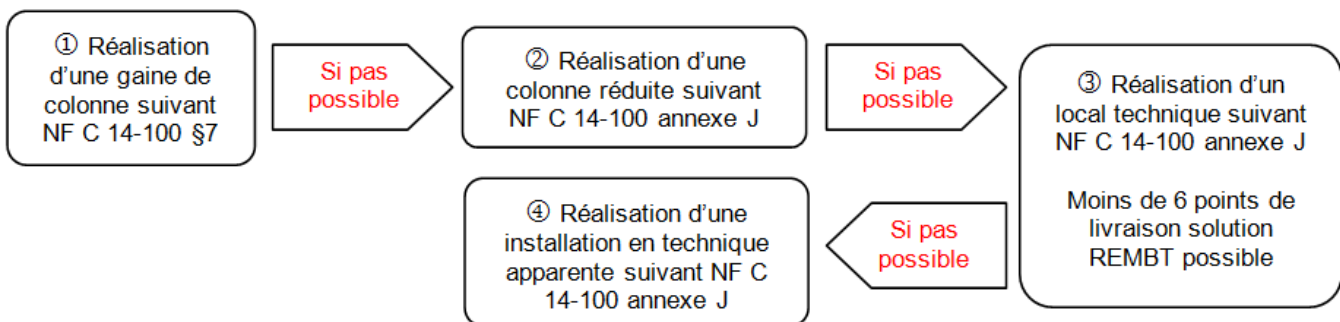 ① Réalisation
d'une gaine de
colonne suivant
NF C 14-100 §7
Si pas
possible
② Réalisation d'une
colonne réduite suivant
NF C 14-100 annexe J
Si pas
possible
③ Réalisation d'un
local technique suivant
NF C 14-100 annexe J
Moins de 6 points de
livraison solution
REMBT possible
Si pas
possible
④ Réalisation d'une
installation en technique
apparente suivant NF C
14-100 annexe J